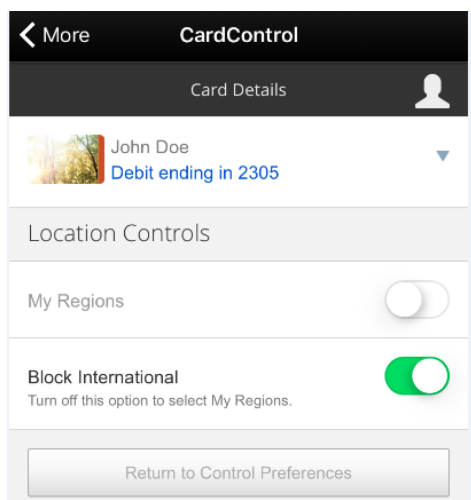 More
CardControl
Card Details
John Doe
Debit ending in 2305
Location Controls
My Regions
Block International
Turn off this option to select My Regions.
Return to Control Preferences